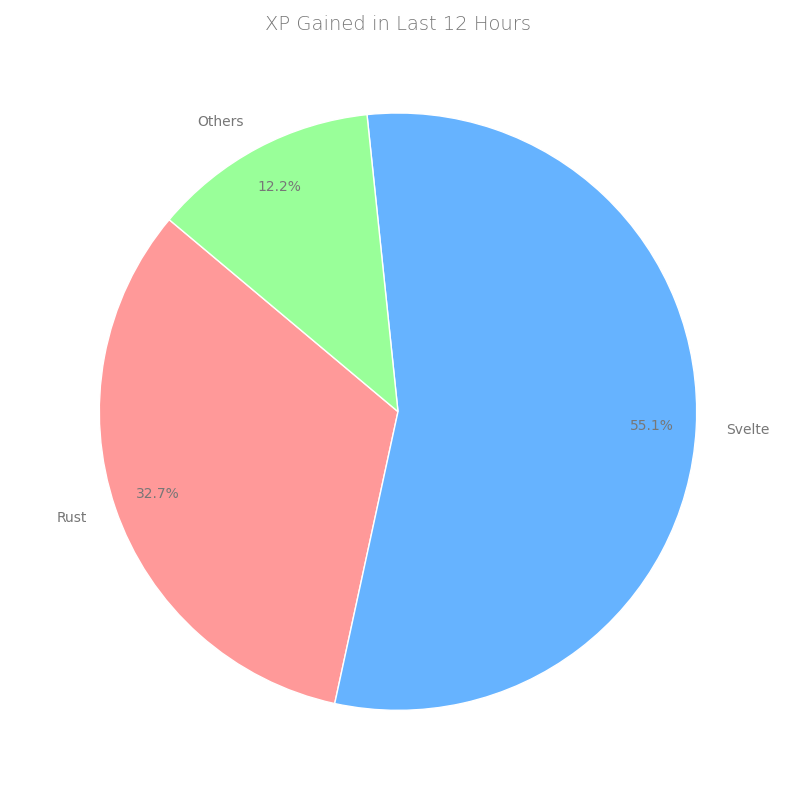 XP Gained in Last 12 Hours
Others
12.2%
55.1%
Svelte
32.7%
Rust